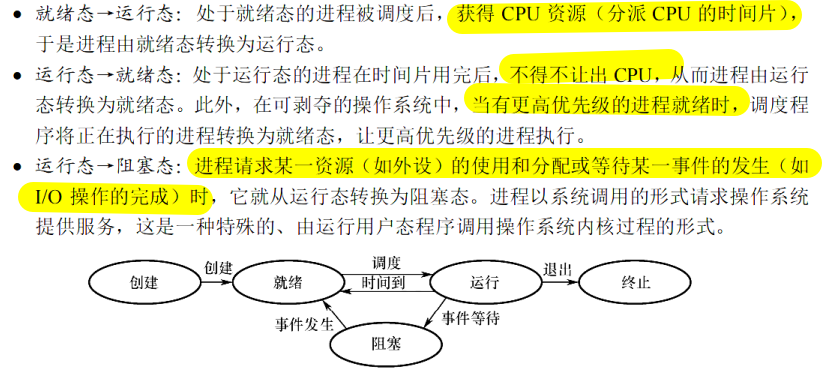 • 就绪态→运行态：处于就绪态的进程被调度后，获得 CPU 资源（分派 CPU 的时间片），
于是进程由就绪态转换为运行态。
• 运行态→就绪态：处于运行态的进程在时间片用完后，不得不让出 CPU，从而进程由运行
态转换为就绪态。此外，在可剥夺的操作系统中，当有更高优先级的进程就绪时，调度程
序将正在执行的进程转换为就绪态，让更高优先级的进程执行。
• 运行态→阻塞态：进程请求某一资源（如外设）的使用和分配或等待某一事件的发生（如
I/O 操作的完成）时，它就从运行态转换为阻塞态。进程以系统调用的形式请求操作系统
提供服务，这是一种特殊的、由运行用户态程序调用操作系统内核过程的形式。
创建 创建 就绪 调度 时间到 运行 退出 终止
事件发生 事件等待
阻塞